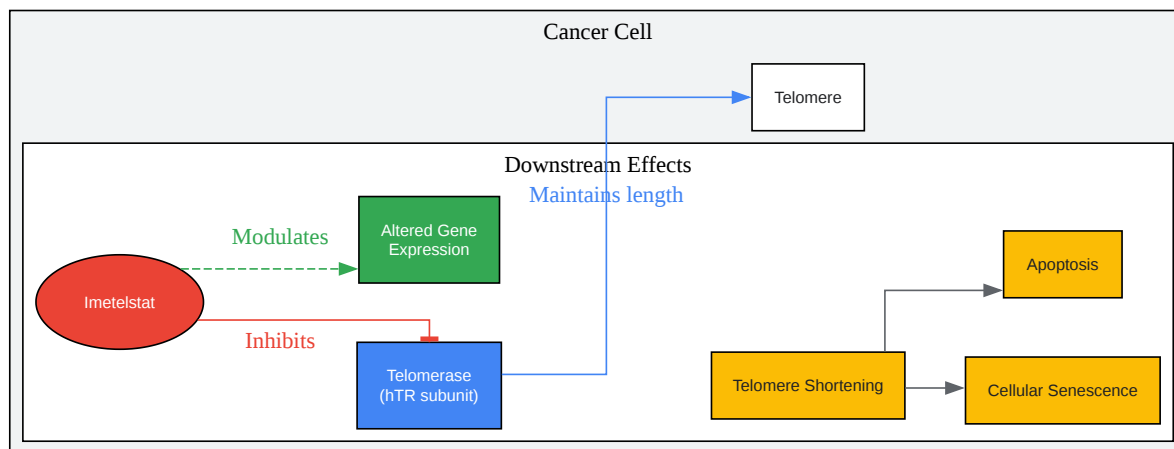 Cancer Cell
Telomere
Downstream Effects
Maintains length
Modulates
Altered Gene
Expression
Imetelstat
Inhibits
Telomerase
(hTR subunit)
Apoptosis
Telomere Shortening
Cellular Senescence